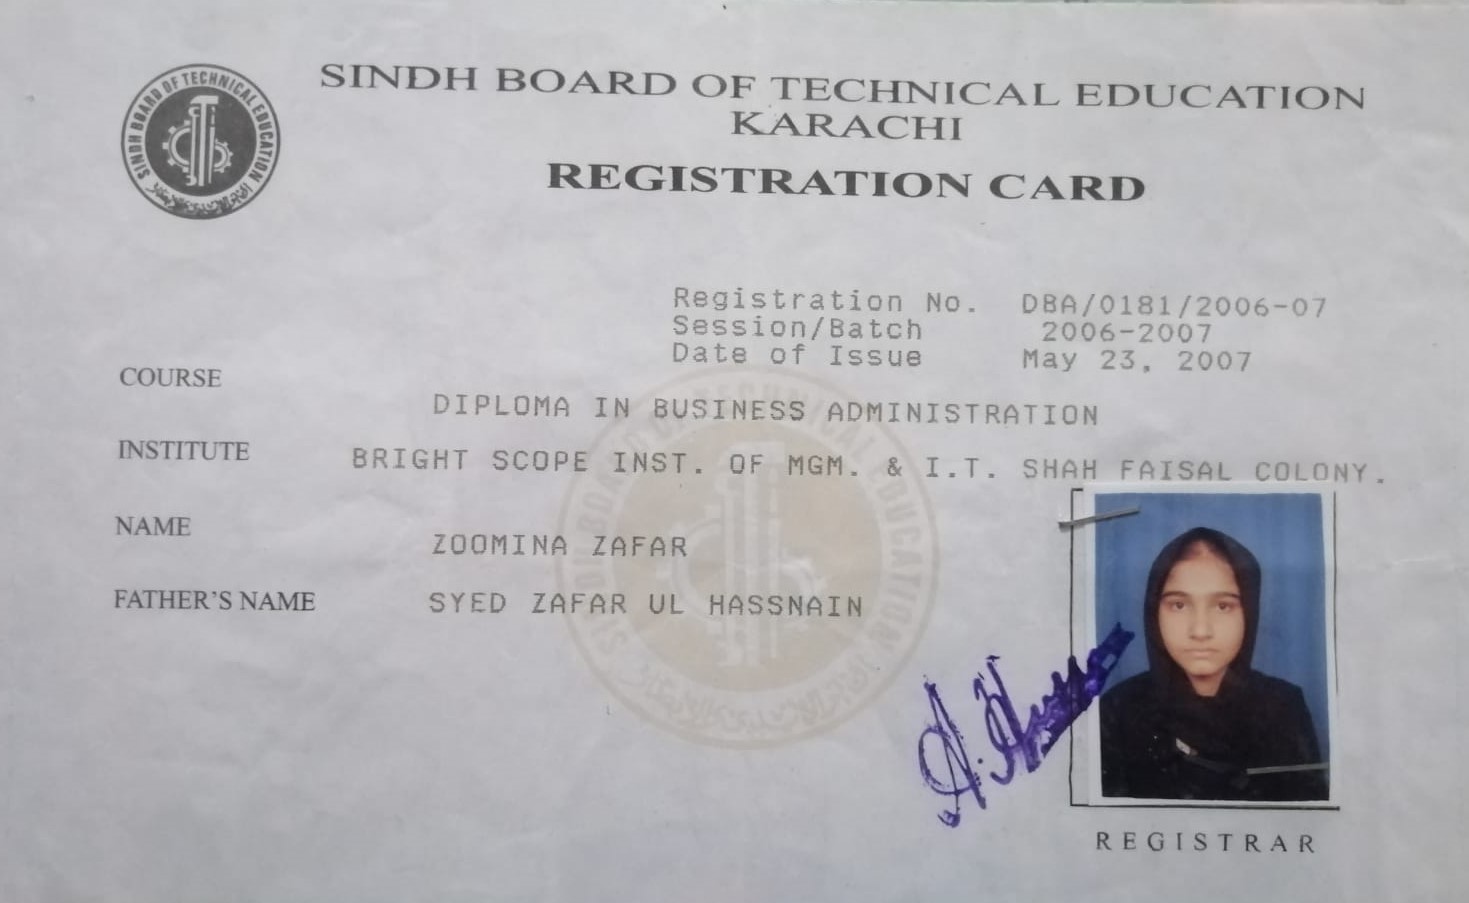 SINDH BOARD OF TECHNICAL EDUCATION
KARACHI
REGISTRATION CARD
SINDH BOARD OF TECHNICAL EDUCATION
Registration No. DBA/0181/2006-07
Session/Batch 2006-2007
Date of Issue May 23, 2007
COURSE
DIPLOMA IN BUSINESS ADMINISTRATION
INSTITUTE
BRIGHT SCOPE INST. OF MGM. & I.T. SHAH FAISAL COLONY.
NAME
ZOOMINA ZAFAR
FATHER'S NAME
SYED ZAFAR UL HASSNAIN
SINDH BOARD OF TECHNICAL EDUCATION
REGISTRAR